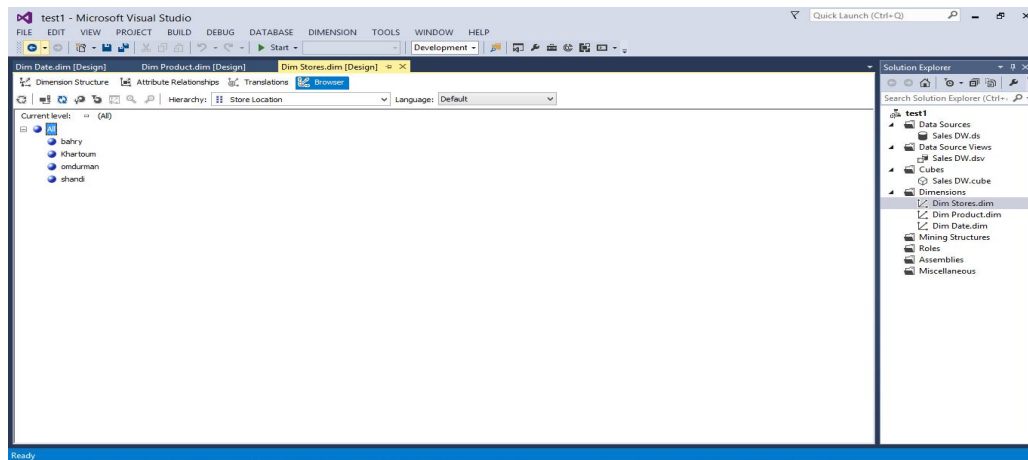 test1 - Microsoft Visual Studio
Quick Launch (Ctrl+Q)
FILE EDIT VIEW PROJECT BUILD DEBUG DATABASE DIMENSION TOOLS WINDOW HELP
Start - Development
Dim Date.dim [Design] Dim Product.dim [Design] Dim Stores.dim [Design]
Dimension Structure Attribute Relationships Translations Browser
Hierarchy: Store Location Language: Default
Current level: (All)
All
bahry
Khartoum
omdurman
shandi
Solution Explorer
Search Solution Explorer (Ctrl+
test1
Data Sources
Sales DW.ds
Data Source Views
Sales DW.dsv
Cubes
Sales DW.cube
Dimensions
Dim Stores.dim
Dim Product.dim
Dim Date.dim
Mining Structures
Roles
Assemblies
Miscellaneous
Ready